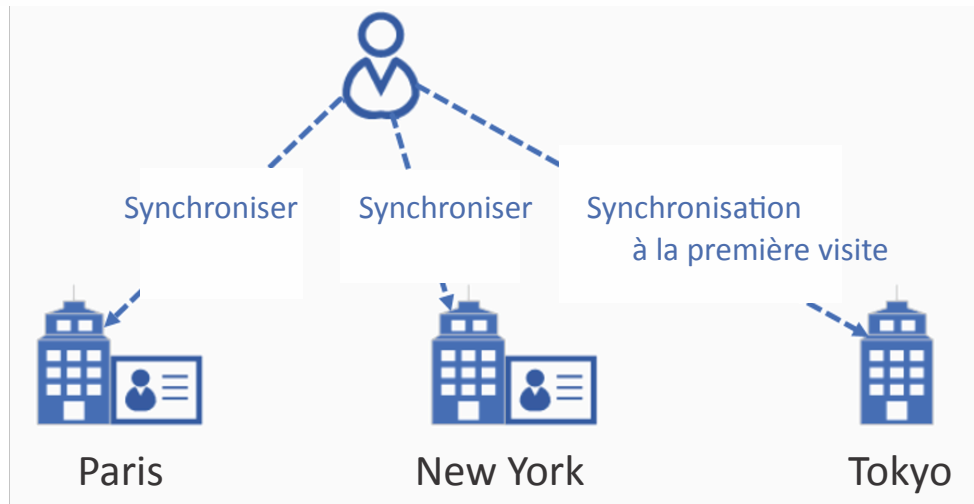 Synchroniser
Synchroniser
Synchronisation
à la première visite
Paris
New York
Tokyo